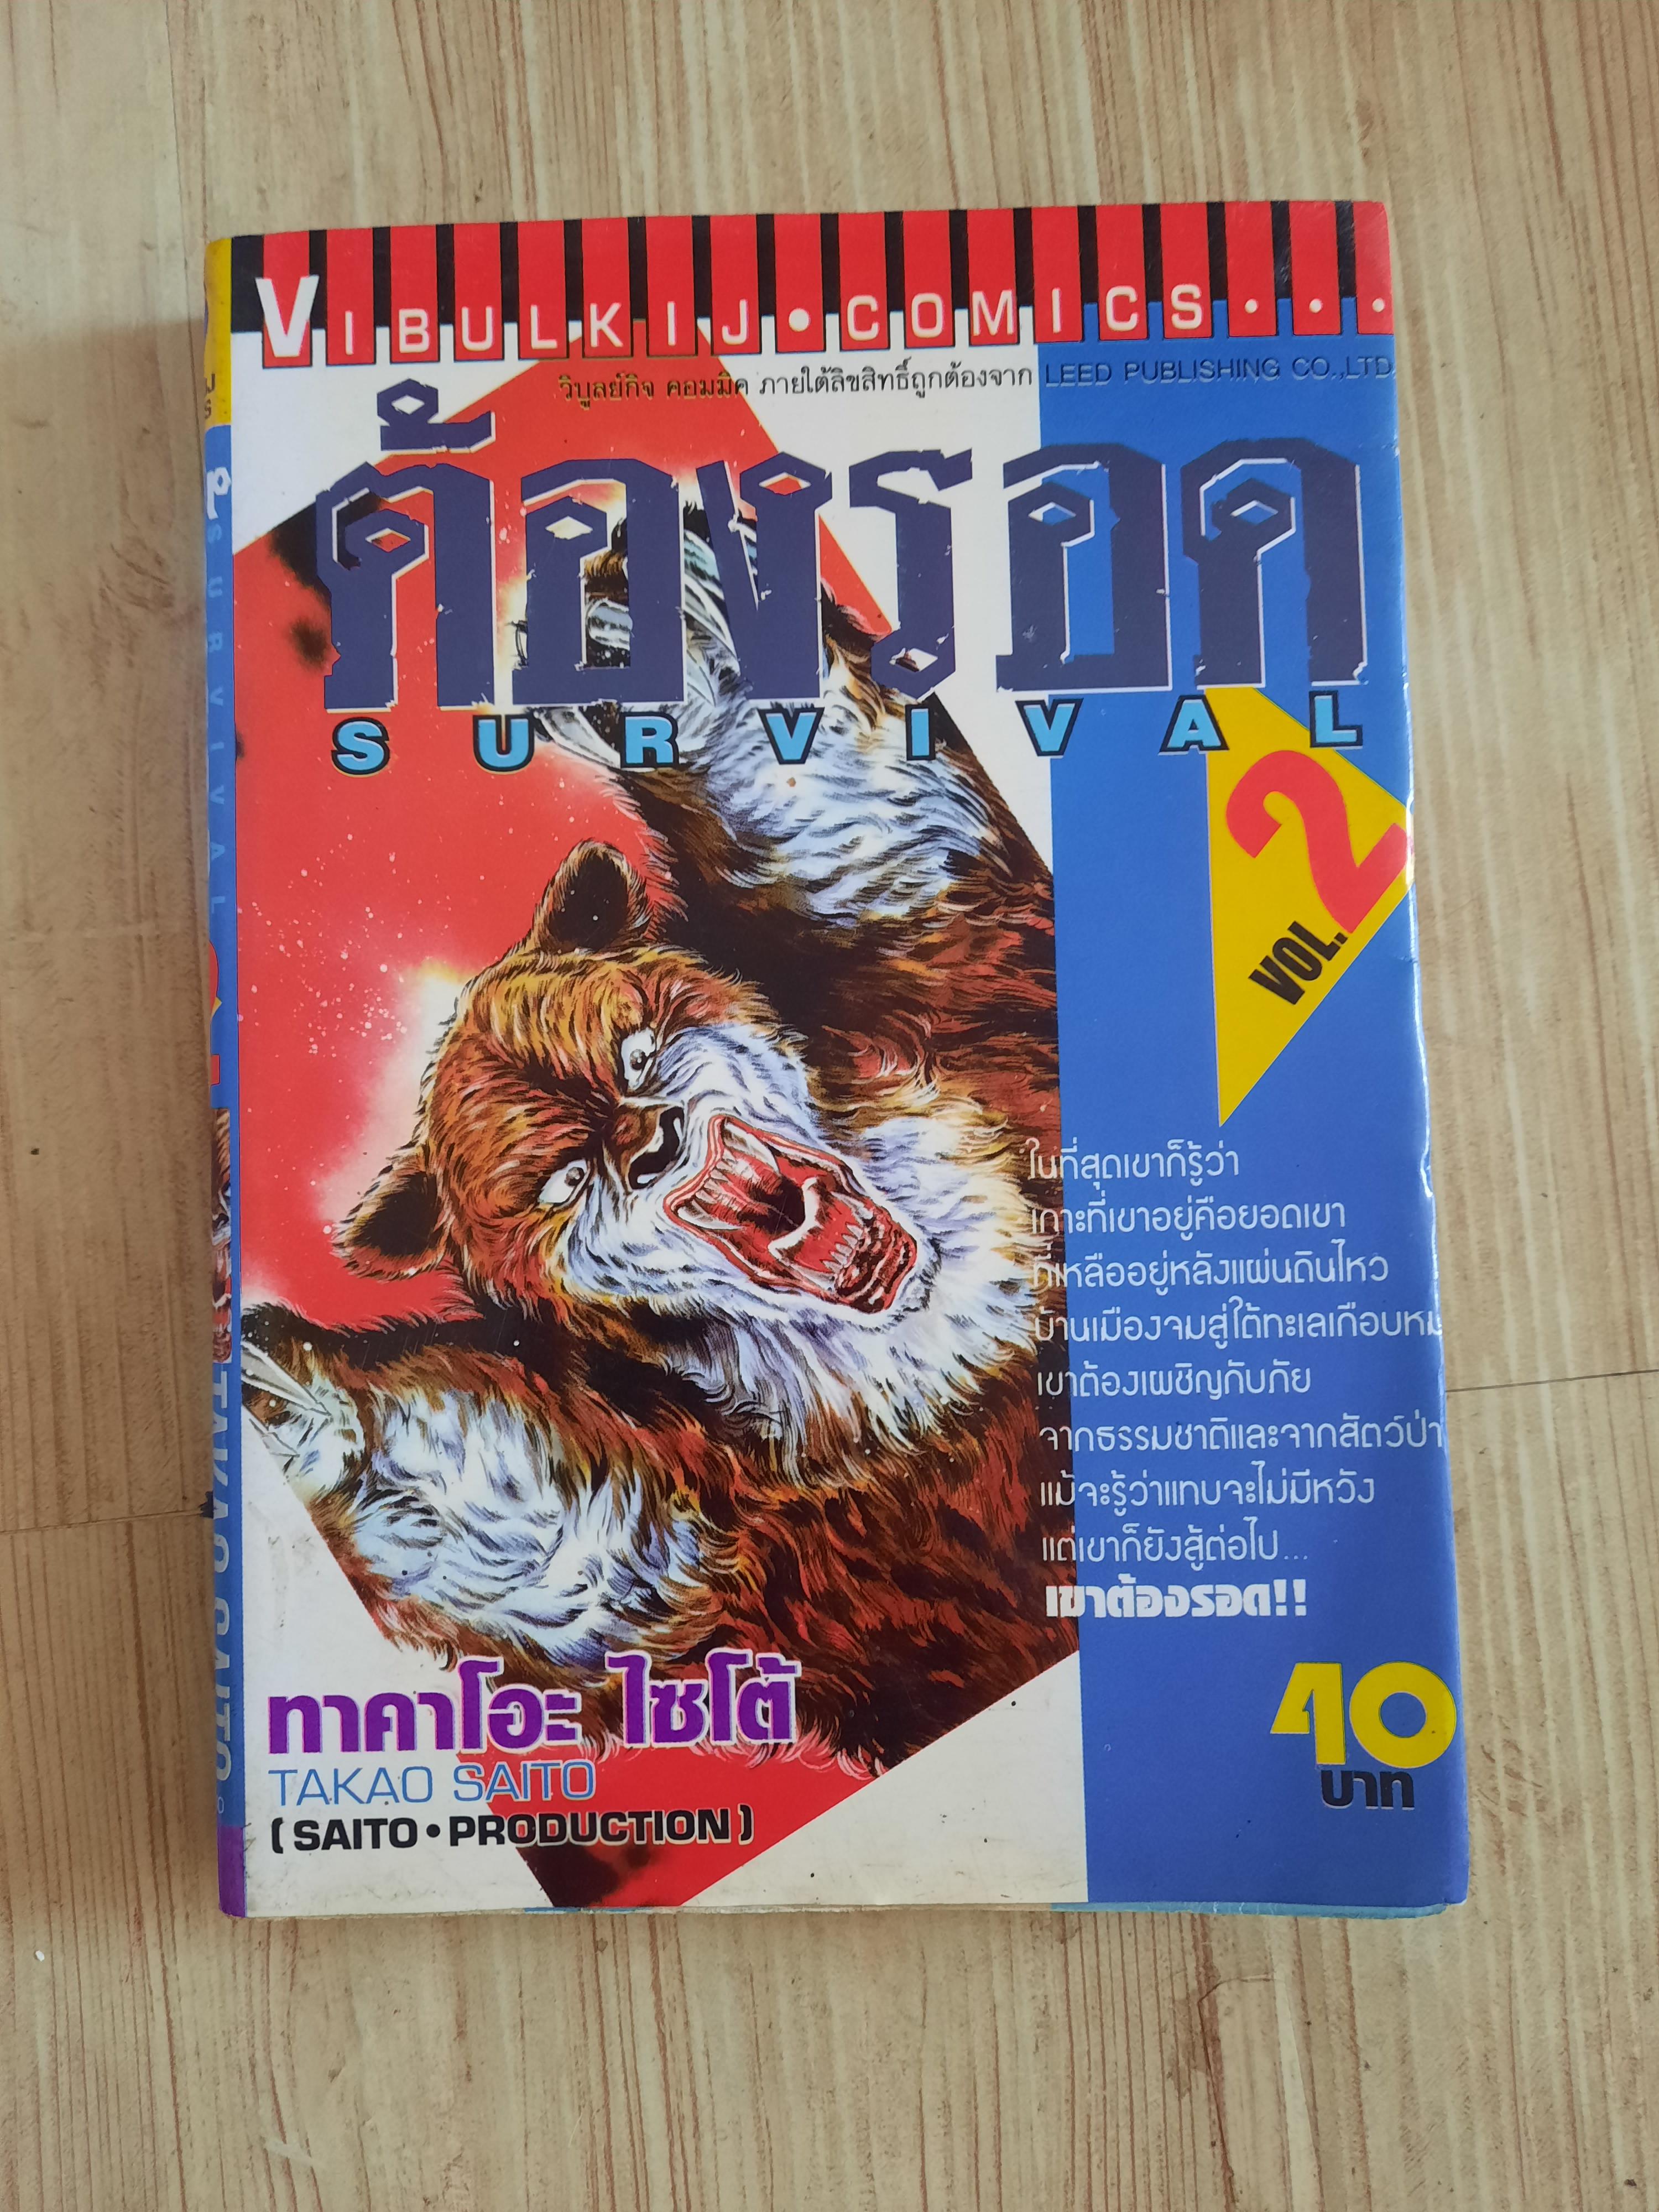 VIBULKIJ•COMICS...
วิบูลย์กิจ คอมมิค ภายใต้ลิขสิทธิ์ถูกต้องจาก LEED PUBLISHING CO.,LTD
ต้องรอด
SURVIVAL
VOL. 2
ในที่สุดเขาก็รู้ว่า
เกาะที่เขาอยู่คือยอดเขา
ที่เหลืออยู่หลังแผ่นดินไหว
บ้านเมืองจมสู่ใต้ทะเลเกือบหม
เขาต้องเผชิญกับภัย
จากธรรมชาติและจากสัตว์ป่า
แม้จะรู้ว่าแทบจะไม่มีหวัง
แต่เขาก็ยังสู้ต่อไป...
เขาต้องรอด!!
ทาคาโอะ ไซโต้
TAKAO SAITO
(SAITO•PRODUCTION)
40
บาท
SURVIVAL
TAKAO SAITO